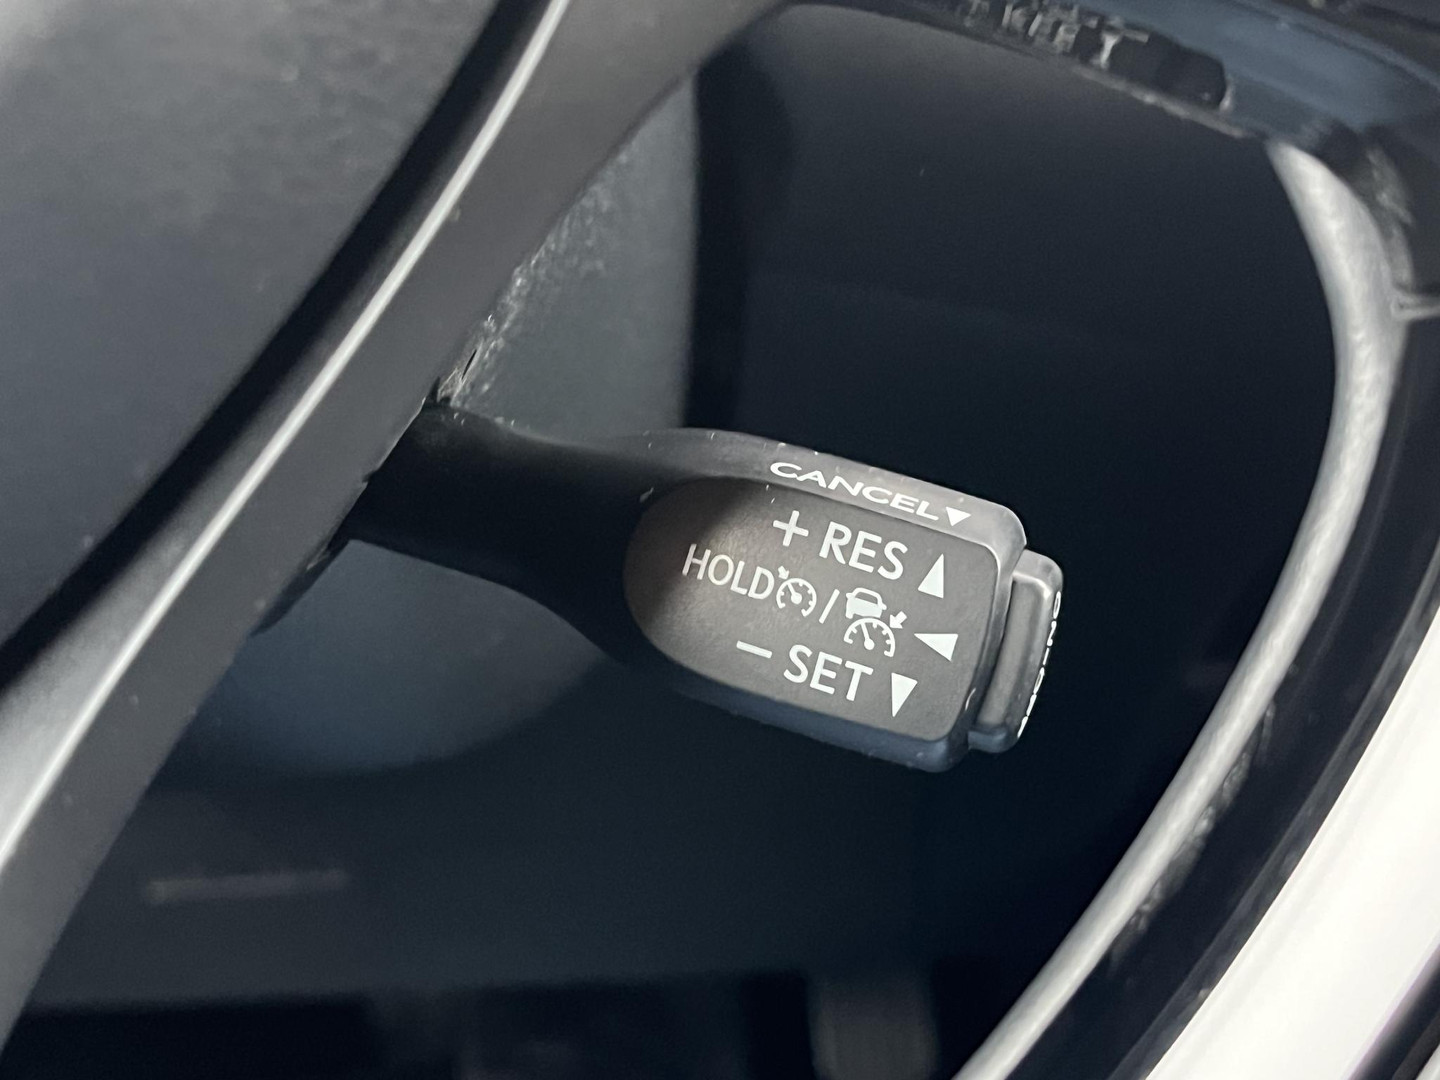 CANCEL▼
+ RES ▲
HOLD / ◀
− SET ▼